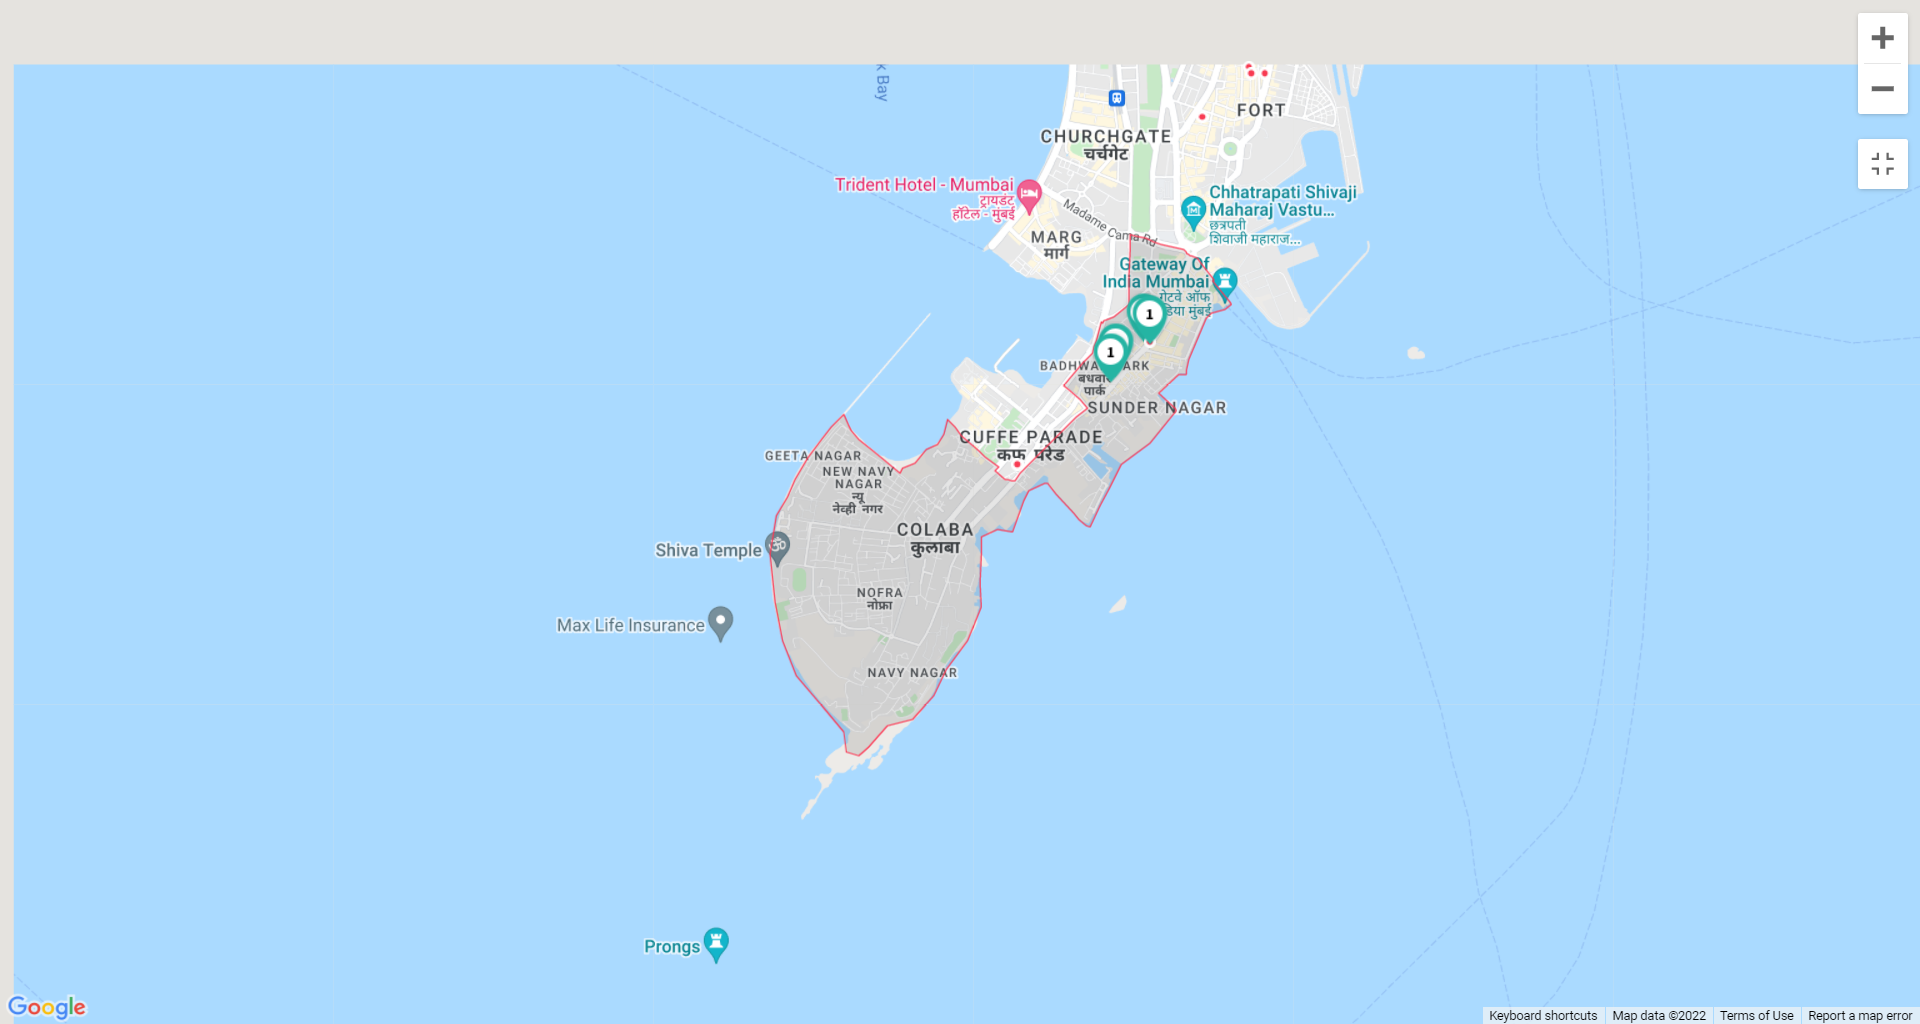 k Bay
FORT
CHURCHGATE
चर्चगेट
Trident Hotel - Mumbai
ट्रायडंट
हॉटेल - मुंबई
Madame Cama Rd
Chhatrapati Shivaji
Maharaj Vastu...
छत्रपती
शिवाजी महाराज...
MARG
मार्ग
Gateway Of
India Mumbai
गेटवे ऑफ
डिया मुंबई
1
1
BADHWA ARK
बधवार
पार्क
SUNDER NAGAR
CUFFE PARADE
कफ परेड
GEETA NAGAR
NEW NAVY
NAGAR
न्यू
नेव्ही नगर
COLABA
कुलाबा
Shiva Temple
NOFRA
नोफ्रा
Max Life Insurance
NAVY NAGAR
Prongs
Google
Keyboard shortcuts
Map data ©2022
Terms of Use
Report a map error